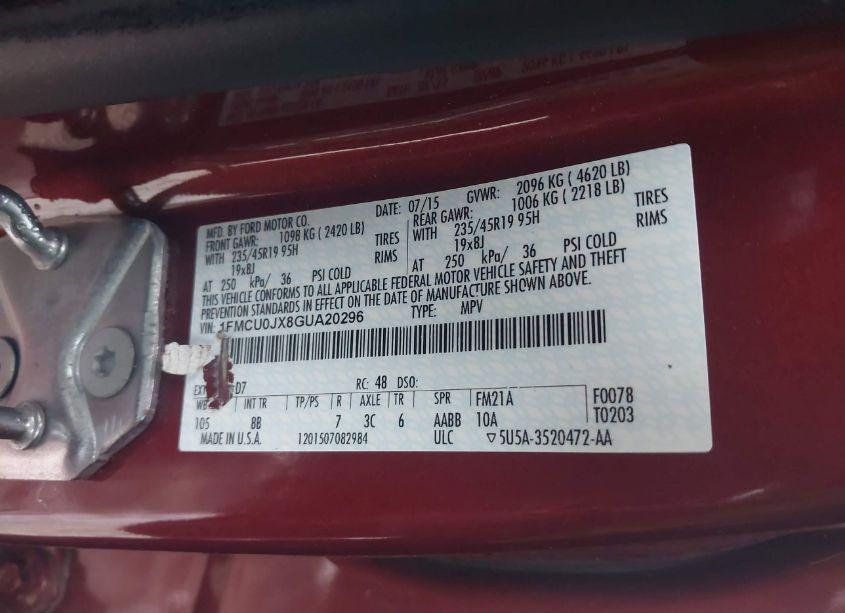 MFD. BY FORD MOTOR CO. DATE: 07/15 GVWR: 2096 KG ( 4620 LB)
FRONT GAWR: 1098 KG ( 2420 LB) REAR GAWR: 1006 KG ( 2218 LB)
WITH 235/45R19 95H TIRES WITH 235/45R19 95H TIRES
19x8J RIMS 19x8J RIMS
AT 250 kPa/ 36 PSI COLD AT 250 kPa/ 36 PSI COLD
THIS VEHICLE CONFORMS TO ALL APPLICABLE FEDERAL MOTOR VEHICLE SAFETY AND THEFT
PREVENTION STANDARDS IN EFFECT ON THE DATE OF MANUFACTURE SHOWN ABOVE.
VIN: 1FMCU0JX8GUA20296 TYPE: MPV
EXT D7 RC: 48 DSO:
WB INT TR TP/PS R AXLE TR SPR FM21A F0078
105 8B 7 3C 6 AABB 10A T0203
MADE IN U.S.A. 1201507082984 ULC ▽5U5A-3520472-AA